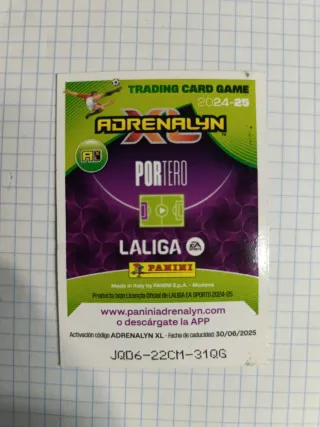 TRADING CARD GAME
2024-25
ADRENALYN
XL
PORTERO
LALIGA EA SPORTS
PANINI
Made in Italy by PANINI S.p.A. - Modena
Producto bajo Licencia Oficial de LALIGA EA SPORTS 2024-25
www.paniniadrenalyn.com
o descárgate la APP
Activación código ADRENALYN XL - Fecha de caducidad 30/06/2025
JQD6-22CM-31QG